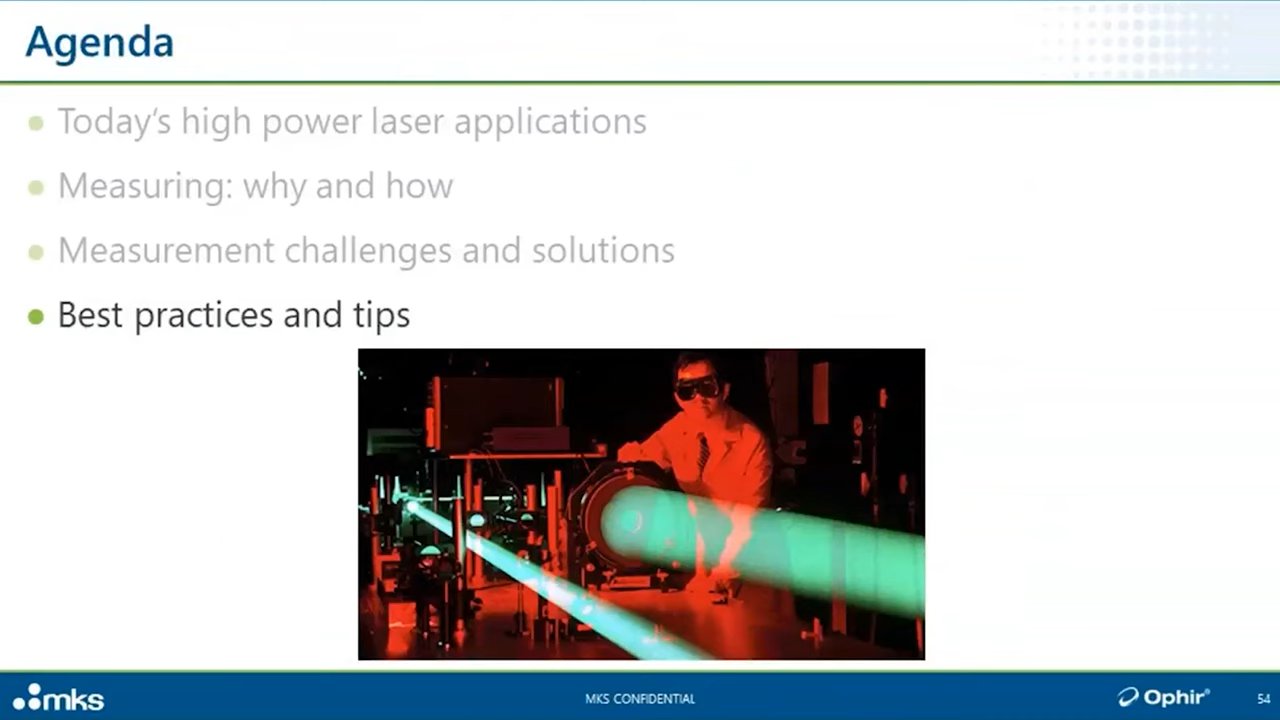 Agenda
Today's high power laser applications
Measuring: why and how
Measurement challenges and solutions
Best practices and tips
mks
MKS CONFIDENTIAL
Ophir®
54